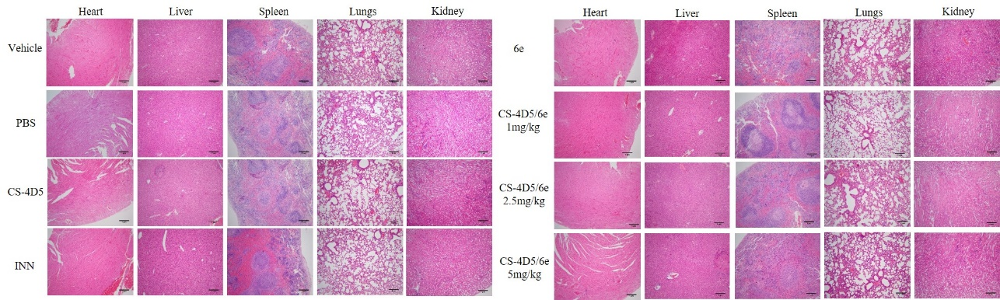 Heart Liver Spleen Lungs Kidney
Vehicle
PBS
CS-4D5
INN
Heart Liver Spleen Lungs Kidney
6e
CS-4D5/6e
1mg/kg
CS-4D5/6e
2.5mg/kg
CS-4D5/6e
5mg/kg